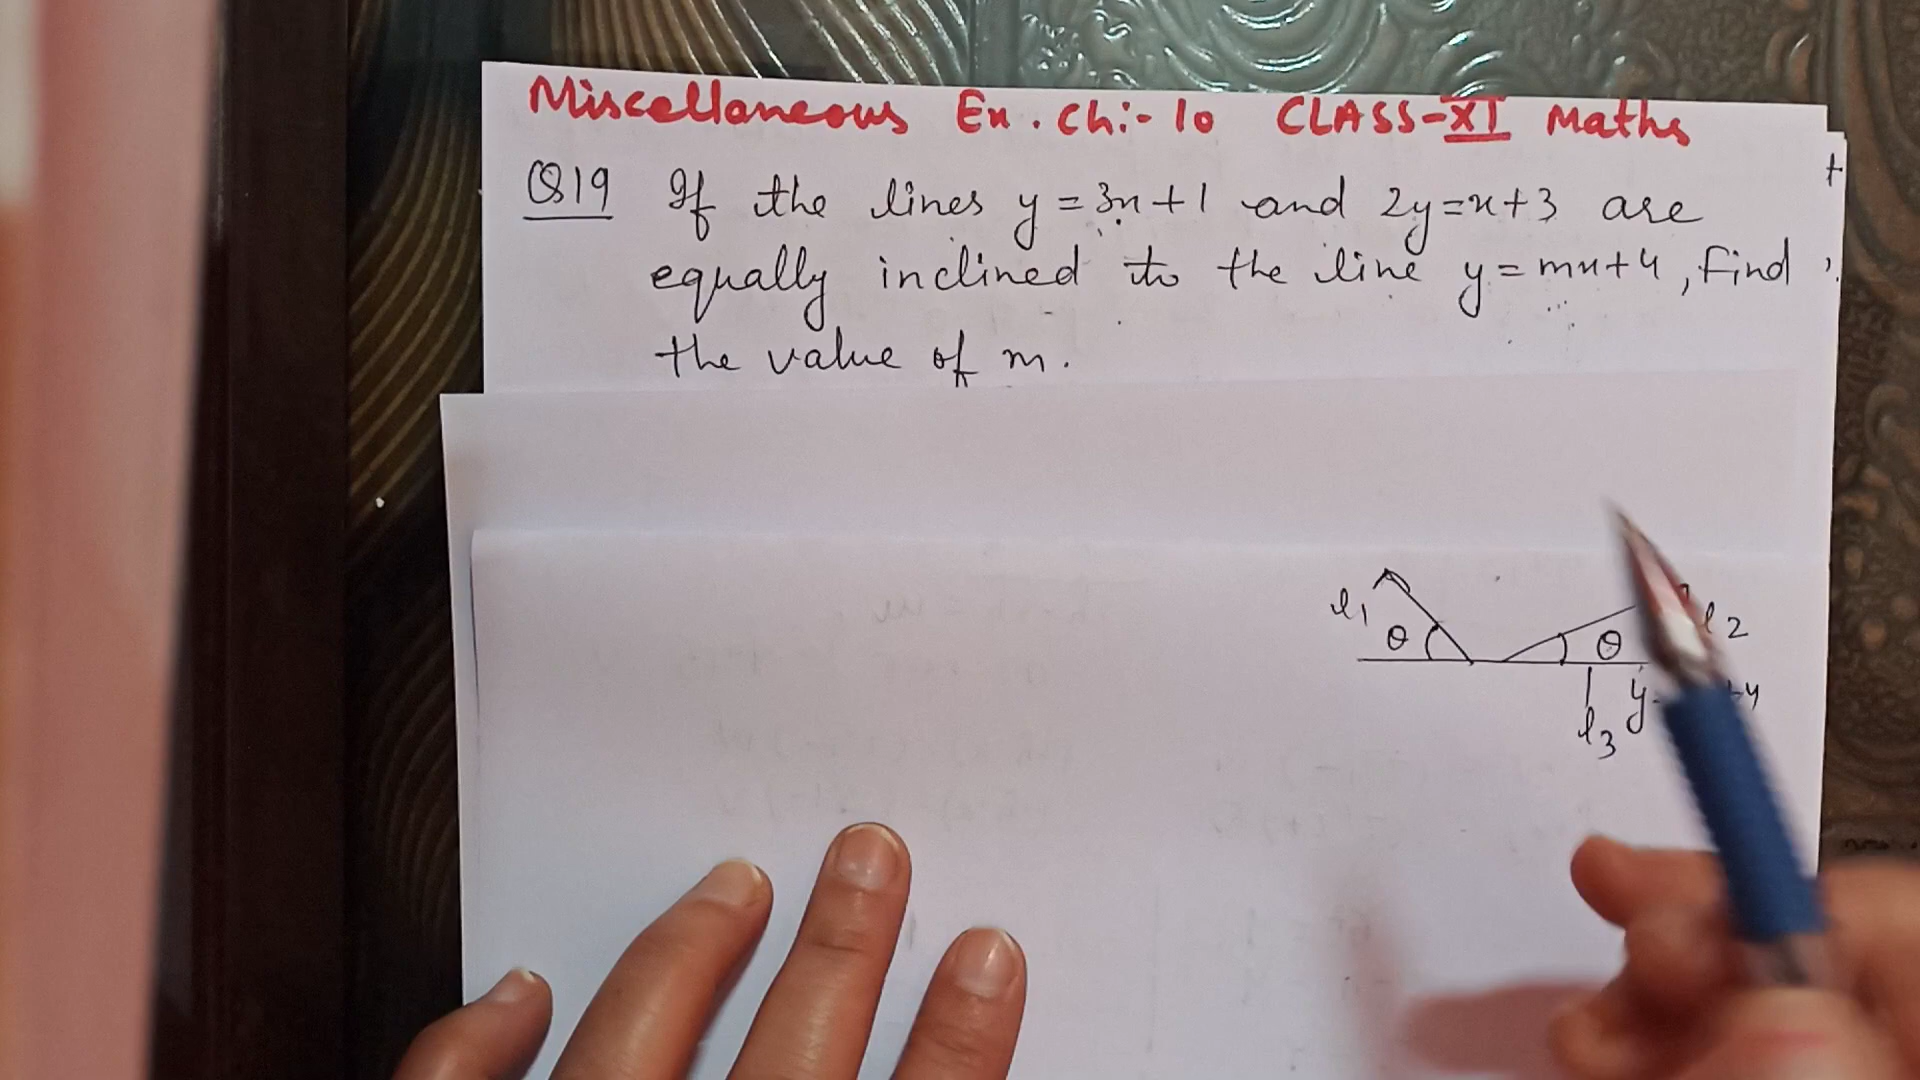 Miscellaneous Ex. Ch:- 10 CLASS-XI Maths
Q19 If the lines y = 3x+1 and 2y=x+3 are
equally inclined to the line y = mx+4, Find
the value of m.
l1 θ θ l2
l3 y